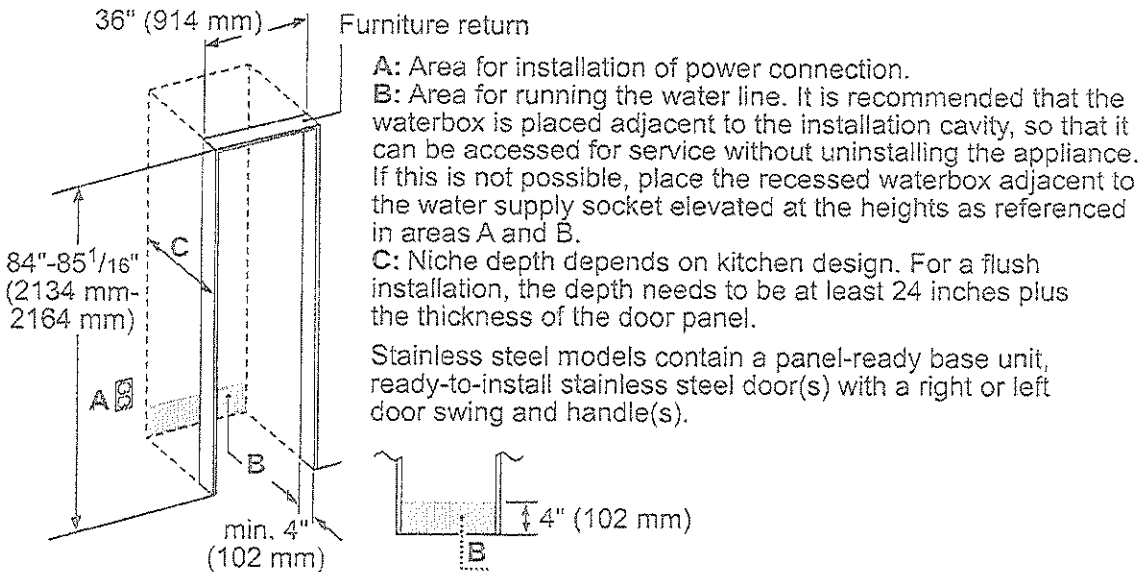 36" (914 mm)
Furniture return
A: Area for installation of power connection.
B: Area for running the water line. It is recommended that the
waterbox is placed adjacent to the installation cavity, so that it
can be accessed for service without uninstalling the appliance.
If this is not possible, place the recessed waterbox adjacent to
the water supply socket elevated at the heights as referenced
in areas A and B.
C: Niche depth depends on kitchen design. For a flush
installation, the depth needs to be at least 24 inches plus
the thickness of the door panel.
Stainless steel models contain a panel-ready base unit,
ready-to-install stainless steel door(s) with a right or left
door swing and handle(s).
C
84"-85 1/16"
(2134 mm-
2164 mm)
A
B
min. 4"
(102 mm)
4" (102 mm)
B